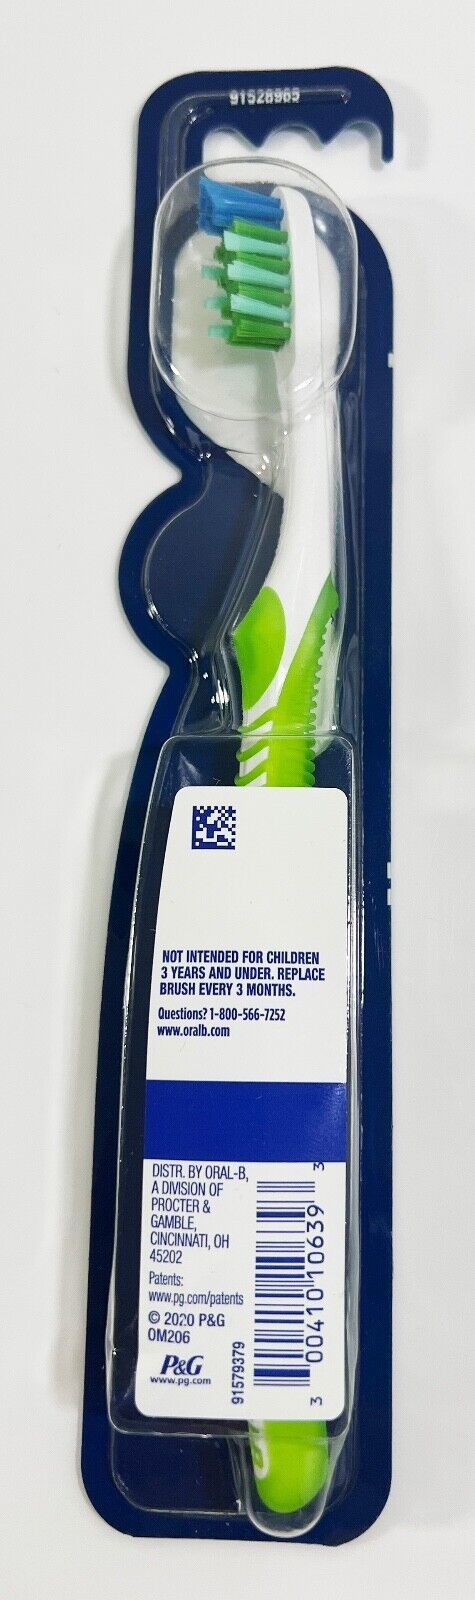 91528965
NOT INTENDED FOR CHILDREN
3 YEARS AND UNDER. REPLACE
BRUSH EVERY 3 MONTHS.
Questions? 1-800-566-7252
www.oralb.com
DISTR. BY ORAL-B,
A DIVISION OF
PROCTER &
GAMBLE,
CINCINNATI, OH
45202
Patents:
www.pg.com/patents
© 2020 P&G
OM206
P&G
www.pg.com
91579379
3 00410 10639 3